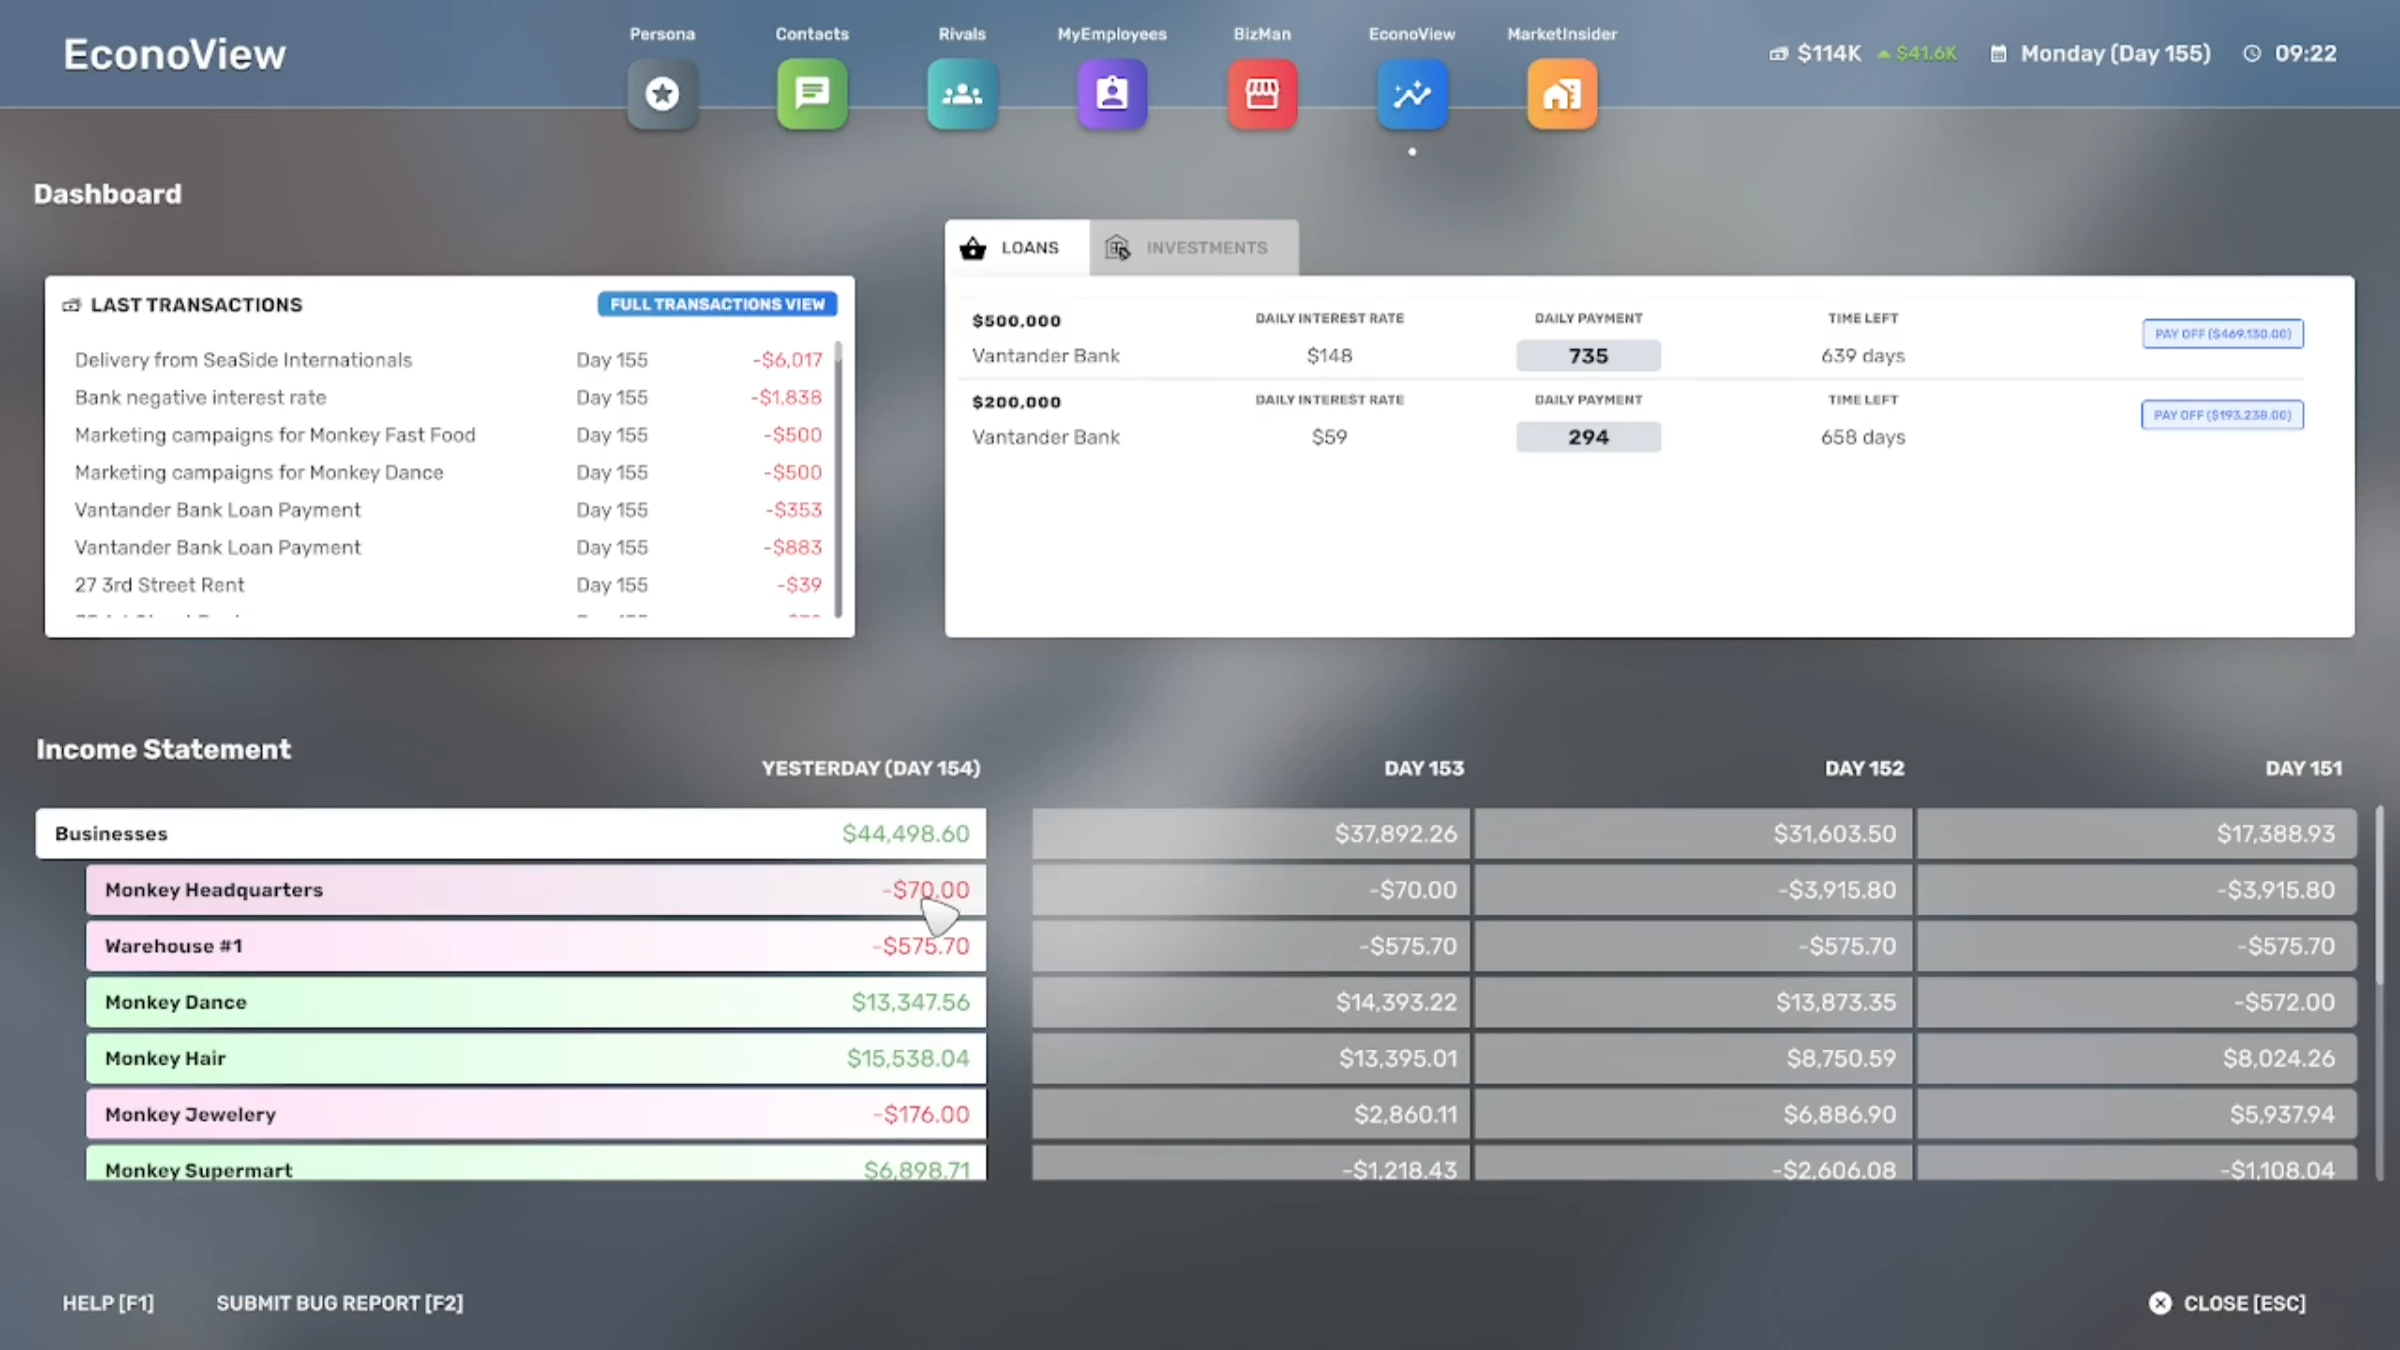 EconoView
Persona
Contacts
Rivals
MyEmployees
BizMan
EconoView
MarketInsider
$114K
$41.6K
Monday (Day 155)
09:22
Dashboard
LAST TRANSACTIONS
FULL TRANSACTIONS VIEW
Delivery from SeaSide Internationals Day 155 -$6,017
Bank negative interest rate Day 155 -$1,838
Marketing campaigns for Monkey Fast Food Day 155 -$500
Marketing campaigns for Monkey Dance Day 155 -$500
Vantander Bank Loan Payment Day 155 -$353
Vantander Bank Loan Payment Day 155 -$883
27 3rd Street Rent Day 155 -$39
LOANS
INVESTMENTS
$500,000 DAILY INTEREST RATE DAILY PAYMENT TIME LEFT
Vantander Bank $148 735 639 days
PAY OFF ($469,130.00)
$200,000 DAILY INTEREST RATE DAILY PAYMENT TIME LEFT
Vantander Bank $59 294 658 days
PAY OFF ($193,238.00)
Income Statement
YESTERDAY (DAY 154) DAY 153 DAY 152 DAY 151
Businesses $44,498.60 $37,892.26 $31,603.50 $17,388.93
Monkey Headquarters -$70.00 -$70.00 -$3,915.80 -$3,915.80
Warehouse #1 -$575.70 -$575.70 -$575.70 -$575.70
Monkey Dance $13,347.56 $14,393.22 $13,873.35 -$572.00
Monkey Hair $15,538.04 $13,395.01 $8,750.59 $8,024.26
Monkey Jewelery -$176.00 $2,860.11 $6,886.90 $5,937.94
Monkey Supermart $6,898.71 -$1,218.43 -$2,606.08 -$1,108.04
HELP [F1]
SUBMIT BUG REPORT [F2]
CLOSE [ESC]